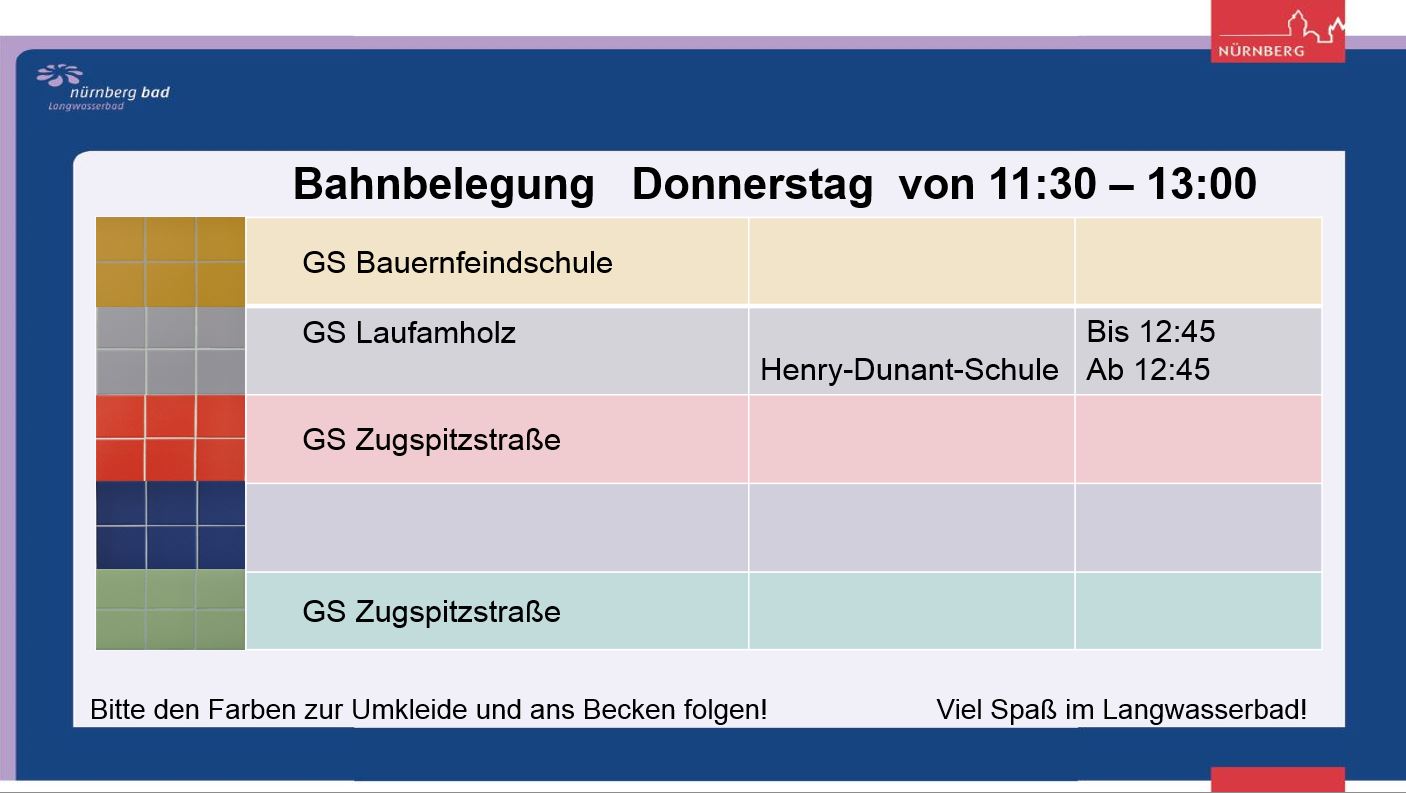 NÜRNBERG
nürnberg bad
Langwasserbad
Bahnbelegung Donnerstag von 11:30 – 13:00
GS Bauernfeindschule
GS Laufamholz Bis 12:45
Henry-Dunant-Schule Ab 12:45
GS Zugspitzstraße
GS Zugspitzstraße
Bitte den Farben zur Umkleide und ans Becken folgen! Viel Spaß im Langwasserbad!